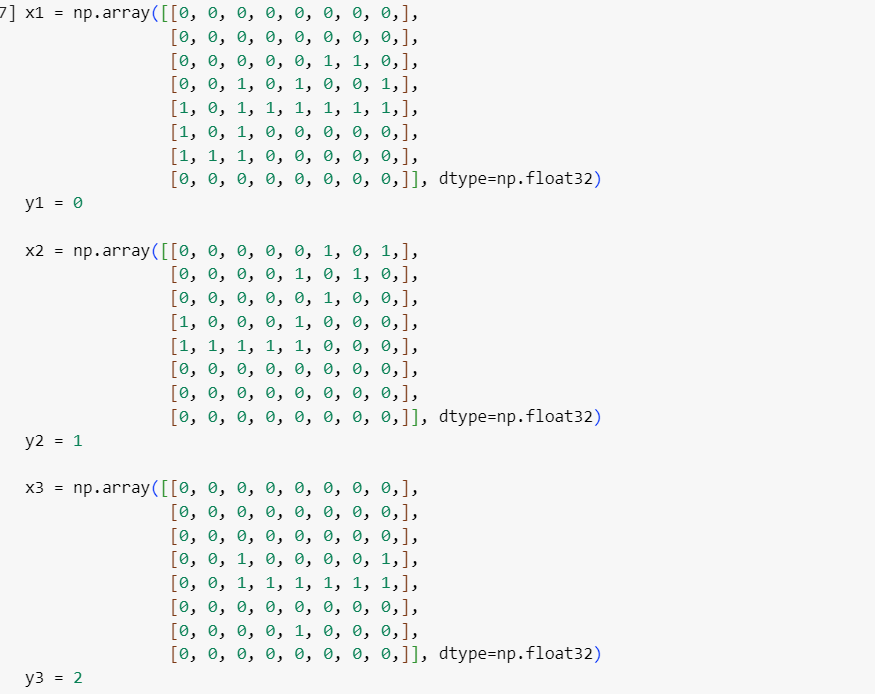 7] x1 = np.array([[0, 0, 0, 0, 0, 0, 0, 0,],
[0, 0, 0, 0, 0, 0, 0, 0,],
[0, 0, 0, 0, 0, 1, 1, 0,],
[0, 0, 1, 0, 1, 0, 0, 1,],
[1, 0, 1, 1, 1, 1, 1, 1,],
[1, 0, 1, 0, 0, 0, 0, 0,],
[1, 1, 1, 0, 0, 0, 0, 0,],
[0, 0, 0, 0, 0, 0, 0, 0,]], dtype=np.float32)
y1 = 0
x2 = np.array([[0, 0, 0, 0, 0, 1, 0, 1,],
[0, 0, 0, 0, 1, 0, 1, 0,],
[0, 0, 0, 0, 0, 1, 0, 0,],
[1, 0, 0, 0, 1, 0, 0, 0,],
[1, 1, 1, 1, 1, 0, 0, 0,],
[0, 0, 0, 0, 0, 0, 0, 0,],
[0, 0, 0, 0, 0, 0, 0, 0,],
[0, 0, 0, 0, 0, 0, 0, 0,]], dtype=np.float32)
y2 = 1
x3 = np.array([[0, 0, 0, 0, 0, 0, 0, 0,],
[0, 0, 0, 0, 0, 0, 0, 0,],
[0, 0, 0, 0, 0, 0, 0, 0,],
[0, 0, 1, 0, 0, 0, 0, 1,],
[0, 0, 1, 1, 1, 1, 1, 1,],
[0, 0, 0, 0, 0, 0, 0, 0,],
[0, 0, 0, 0, 1, 0, 0, 0,],
[0, 0, 0, 0, 0, 0, 0, 0,]], dtype=np.float32)
y3 = 2